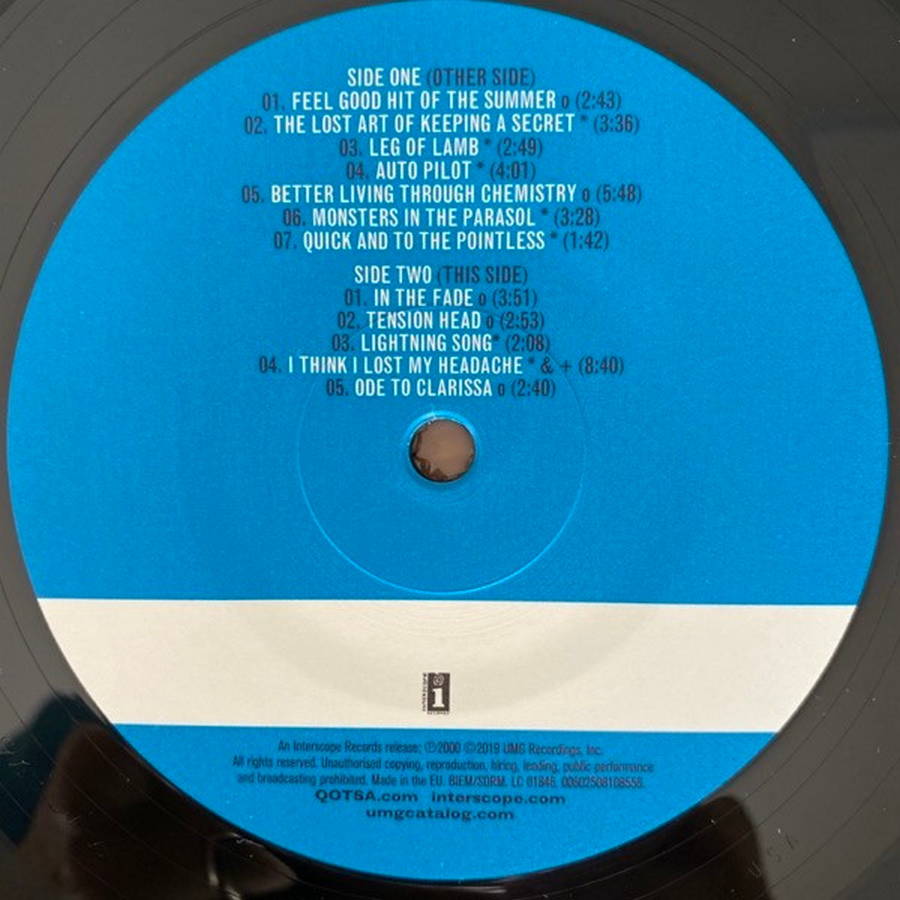 SIDE ONE (OTHER SIDE)
01. FEEL GOOD HIT OF THE SUMMER o (2:43)
02. THE LOST ART OF KEEPING A SECRET * (3:36)
03. LEG OF LAMB * (2:49)
04. AUTO PILOT * (4:01)
05. BETTER LIVING THROUGH CHEMISTRY o (5:48)
06. MONSTERS IN THE PARASOL * (3:28)
07. QUICK AND TO THE POINTLESS * (1:42)
SIDE TWO (THIS SIDE)
01. IN THE FADE o (3:51)
02. TENSION HEAD o (2:53)
03. LIGHTNING SONG* (2:08)
04. I THINK I LOST MY HEADACHE * & + (8:40)
05. ODE TO CLARISSA o (2:40)
INTERSCOPE
i
RECORDS
An Interscope Records release; ℗2000 ©2019 UMG Recordings, Inc.
All rights reserved. Unauthorised copying, reproduction, hiring, lending, public performance
and broadcasting prohibited. Made in the EU. BIEM/SDRM. LC 01846. 00602508108556.
QOTSA.com interscope.com
umgcatalog.com